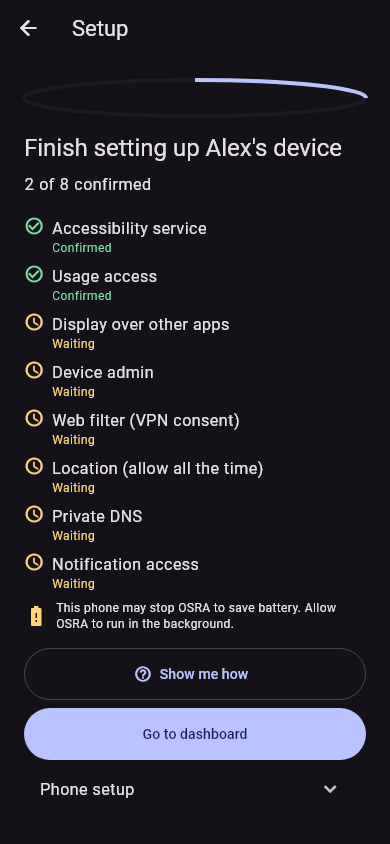 Setup
Finish setting up Alex's device
2 of 8 confirmed
Accessibility service
Confirmed
Usage access
Confirmed
Display over other apps
Waiting
Device admin
Waiting
Web filter (VPN consent)
Waiting
Location (allow all the time)
Waiting
Private DNS
Waiting
Notification access
Waiting
This phone may stop OSRA to save battery. Allow
OSRA to run in the background.
Show me how
Go to dashboard
Phone setup